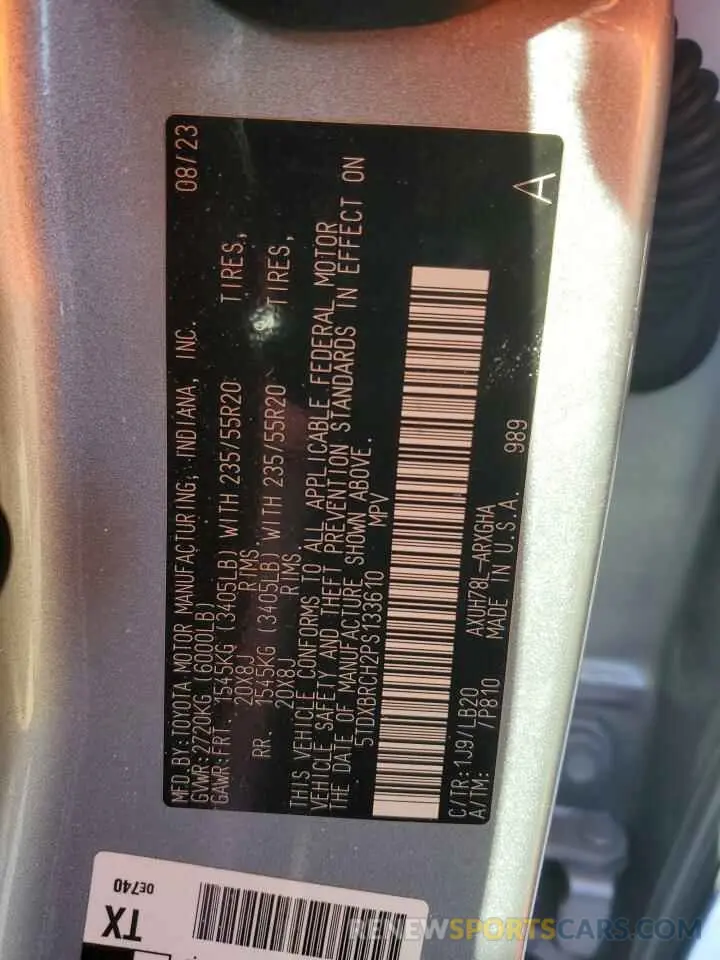 MFD.BY:TOYOTA MOTOR MANUFACTURING, INDIANA, INC. 08/23
GVWR:2720KG (6000LB)
GAWR:FRT. 1545KG (3405LB) WITH 235/55R20 TIRES,
20X8J RIMS
RR. 1545KG (3405LB) WITH 235/55R20 TIRES,
20X8J RIMS
THIS VEHICLE CONFORMS TO ALL APPLICABLE FEDERAL MOTOR
VEHICLE SAFETY AND THEFT PREVENTION STANDARDS IN EFFECT ON
THE DATE OF MANUFACTURE SHOWN ABOVE.
5TDXBRCH2PS133610 MPV
C/TR:1J9/LB20 AXUH78L-ARXGHA
A/TM: /P810 MADE IN U.S.A. 989
A
0E740
TX
RENEWSPORTSCARS.COM